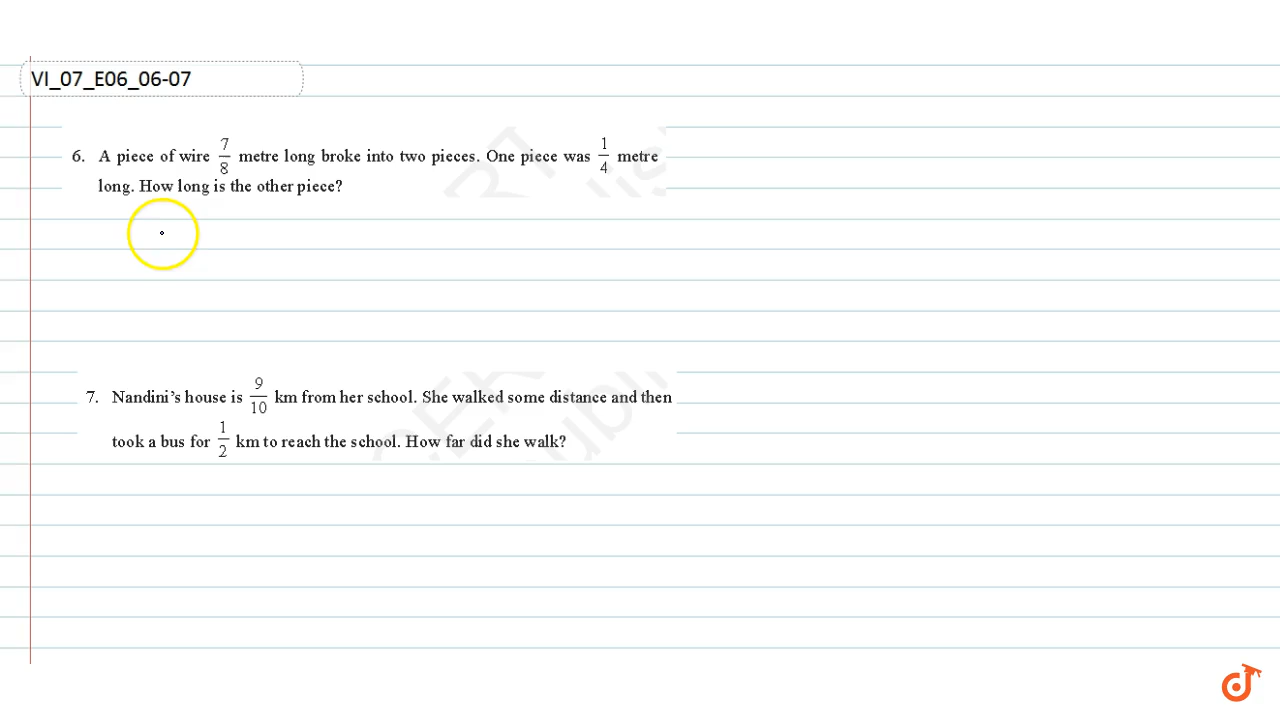 VI_07_E06_06-07
6. A piece of wire 7/8 metre long broke into two pieces. One piece was 1/4 metre
long. How long is the other piece?
7. Nandini's house is 9/10 km from her school. She walked some distance and then
took a bus for 1/2 km to reach the school. How far did she walk?